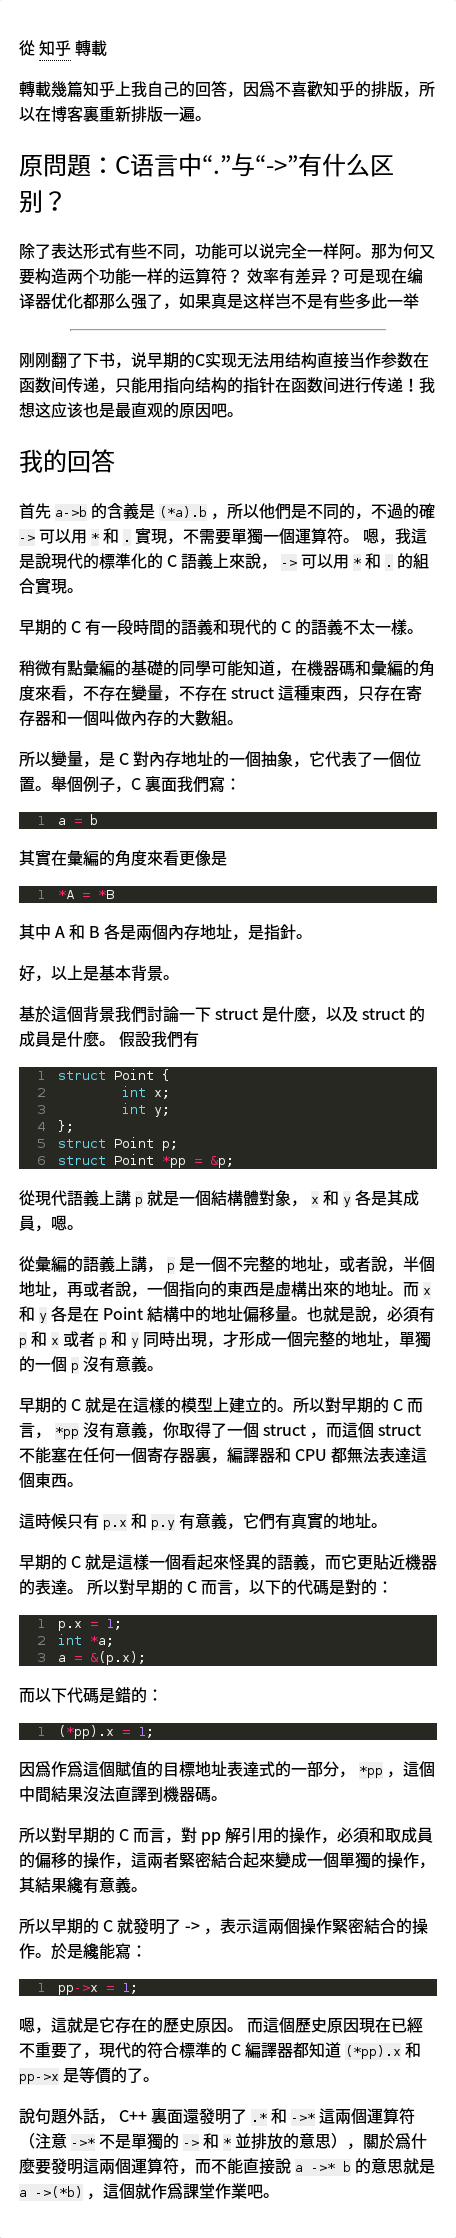 從 知乎 轉載
轉載幾篇知乎上我自己的回答，因爲不喜歡知乎的排版，所
以在博客裏重新排版一遍。
原問題：C语言中“.”与“->”有什么区
别？
除了表达形式有些不同，功能可以说完全一样阿。那为何又
要构造两个功能一样的运算符？ 效率有差异？可是现在编
译器优化都那么强了，如果真是这样岂不是有些多此一举
刚刚翻了下书，说早期的C实现无法用结构直接当作参数在
函数间传递，只能用指向结构的指针在函数间进行传递！我
想这应该也是最直观的原因吧。
我的回答
首先 a->b 的含義是 (*a).b ，所以他們是不同的，不過的確
-> 可以用 * 和 . 實現，不需要單獨一個運算符。 嗯，我這
是說現代的標準化的 C 語義上來說， -> 可以用 * 和 . 的組
合實現。
早期的 C 有一段時間的語義和現代的 C 的語義不太一樣。
稍微有點彙編的基礎的同學可能知道，在機器碼和彙編的角
度來看，不存在變量，不存在 struct 這種東西，只存在寄
存器和一個叫做內存的大數組。
所以變量，是 C 對內存地址的一個抽象，它代表了一個位
置。舉個例子，C 裏面我們寫：
1 a = b
其實在彙編的角度來看更像是
1 *A = *B
其中 A 和 B 各是兩個內存地址，是指針。
好，以上是基本背景。
基於這個背景我們討論一下 struct 是什麼，以及 struct 的
成員是什麼。 假設我們有
1 struct Point {
2 int x;
3 int y;
4 };
5 struct Point p;
6 struct Point *pp = &p;
從現代語義上講 p 就是一個結構體對象， x 和 y 各是其成
員，嗯。
從彙編的語義上講， p 是一個不完整的地址，或者說，半個
地址，再或者說，一個指向的東西是虛構出來的地址。而 x
和 y 各是在 Point 結構中的地址偏移量。也就是說，必須有
p 和 x 或者 p 和 y 同時出現，才形成一個完整的地址，單獨
的一個 p 沒有意義。
早期的 C 就是在這樣的模型上建立的。所以對早期的 C 而
言， *pp 沒有意義，你取得了一個 struct ，而這個 struct
不能塞在任何一個寄存器裏，編譯器和 CPU 都無法表達這
個東西。
這時候只有 p.x 和 p.y 有意義，它們有真實的地址。
早期的 C 就是這樣一個看起來怪異的語義，而它更貼近機器
的表達。 所以對早期的 C 而言，以下的代碼是對的：
1 p.x = 1;
2 int *a;
3 a = &(p.x);
而以下代碼是錯的：
1 (*pp).x = 1;
因爲作爲這個賦值的目標地址表達式的一部分， *pp ，這個
中間結果沒法直譯到機器碼。
所以對早期的 C 而言，對 pp 解引用的操作，必須和取成員
的偏移的操作，這兩者緊密結合起來變成一個單獨的操作，
其結果纔有意義。
所以早期的 C 就發明了 -> ，表示這兩個操作緊密結合的操
作。於是纔能寫：
1 pp->x = 1;
嗯，這就是它存在的歷史原因。 而這個歷史原因現在已經
不重要了，現代的符合標準的 C 編譯器都知道 (*pp).x 和
pp->x 是等價的了。
說句題外話， C++ 裏面還發明了 .* 和 ->* 這兩個運算符
（注意 ->* 不是單獨的 -> 和 * 並排放的意思），關於爲什
麼要發明這兩個運算符，而不能直接說 a ->* b 的意思就是
a ->(*b) ，這個就作爲課堂作業吧。